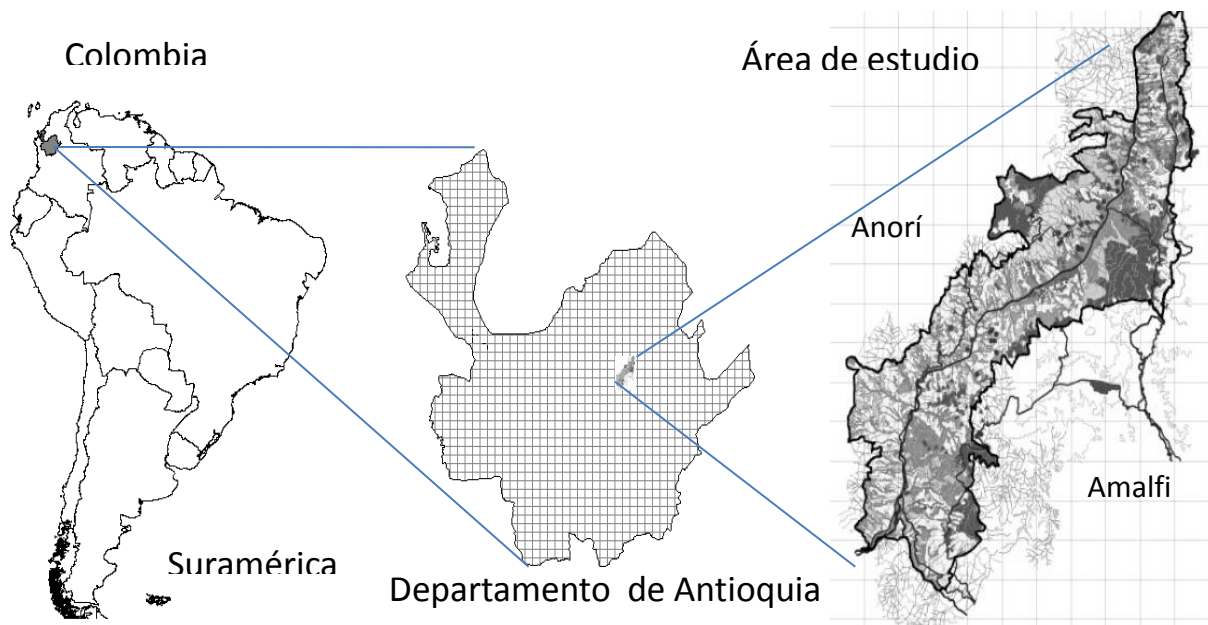 Colombia
Área de estudio
Anorí
Amalfi
Suramérica
Departamento de Antioquia